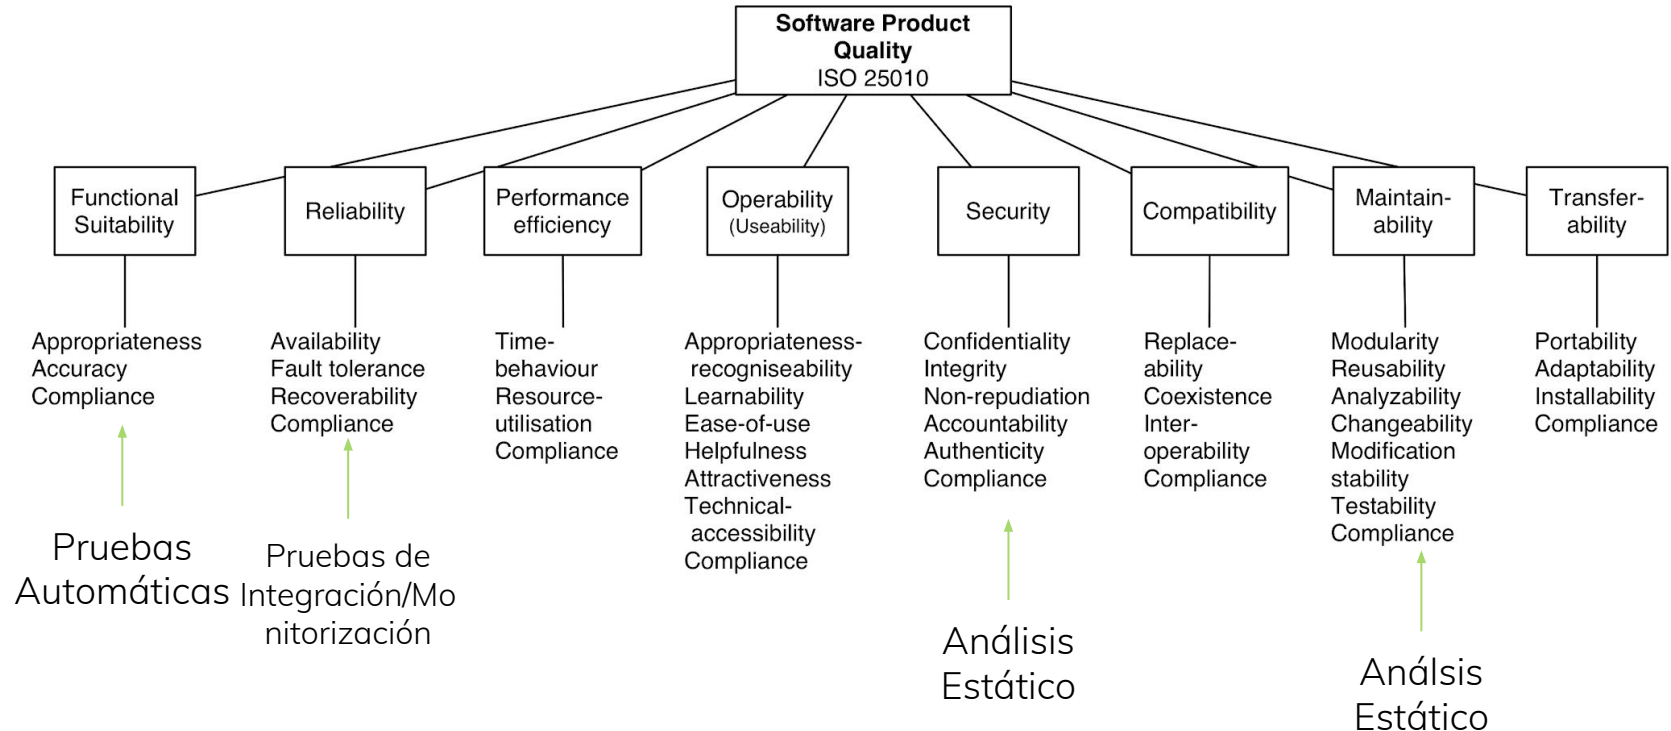 Software Product
Quality
ISO 25010
Functional
Suitability
Reliability
Performance
efficiency
Operability
(Useability)
Security
Compatibility
Maintain-
ability
Transfer-
ability
Appropriateness
Accuracy
Compliance
Availability
Fault tolerance
Recoverability
Compliance
Time-
behaviour
Resource-
utilisation
Compliance
Appropriateness-
recogniseability
Learnability
Ease-of-use
Helpfulness
Attractiveness
Technical-
accessibility
Compliance
Confidentiality
Integrity
Non-repudiation
Accountability
Authenticity
Compliance
Replace-
ability
Coexistence
Inter-
operability
Compliance
Modularity
Reusability
Analyzability
Changeability
Modification
stability
Testability
Compliance
Portability
Adaptability
Installability
Compliance
Pruebas
Automáticas
Pruebas de
Integración/Mo
nitorización
Análisis
Estático
Análsis
Estático